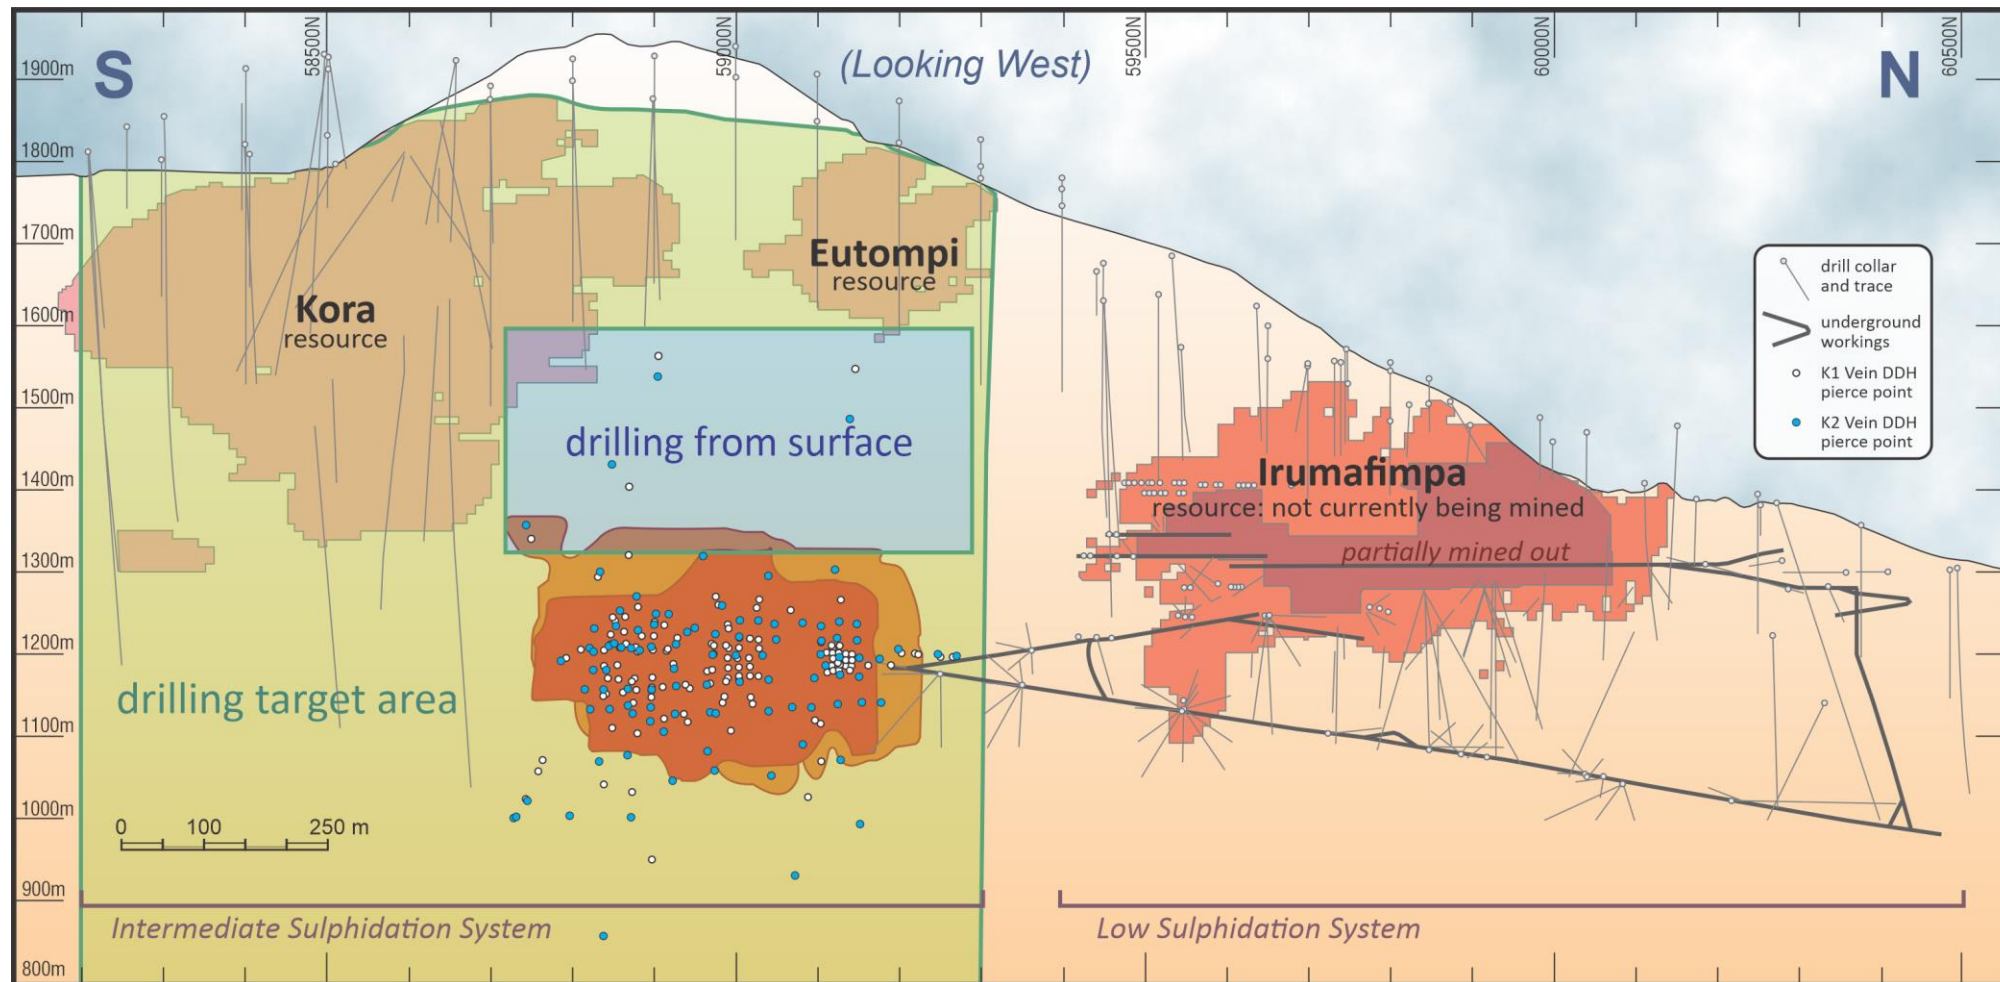 58500N
59000N
59500N
60000N
60500N
S
(Looking West)
N
1900m
1800m
1700m
1600m
1500m
1400m
1300m
1200m
1100m
1000m
900m
800m
Kora
resource
Eutompi
resource
drilling from surface
Irumafimpa
resource: not currently being mined
partially mined out
drilling target area
drill collar
and trace
underground
workings
K1 Vein DDH
pierce point
K2 Vein DDH
pierce point
0 100 250 m
Intermediate Sulphidation System
Low Sulphidation System